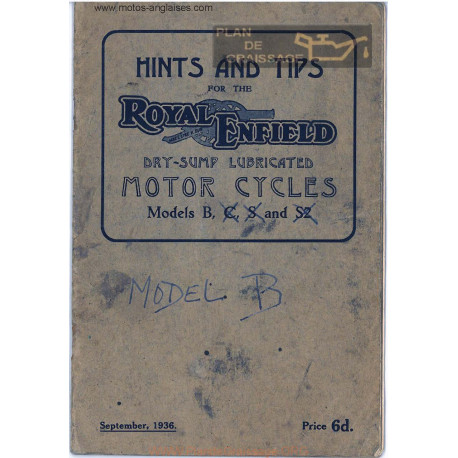 www.motos-anglaises.com
PLAN
DE
GRAISSAGE
HINTS AND TIPS
FOR THE
ROYAL
ENFIELD
DRY-SUMP LUBRICATED
MOTOR CYCLES
Models B, C, S and S2
MODEL B
September, 1936.
Price 6d.